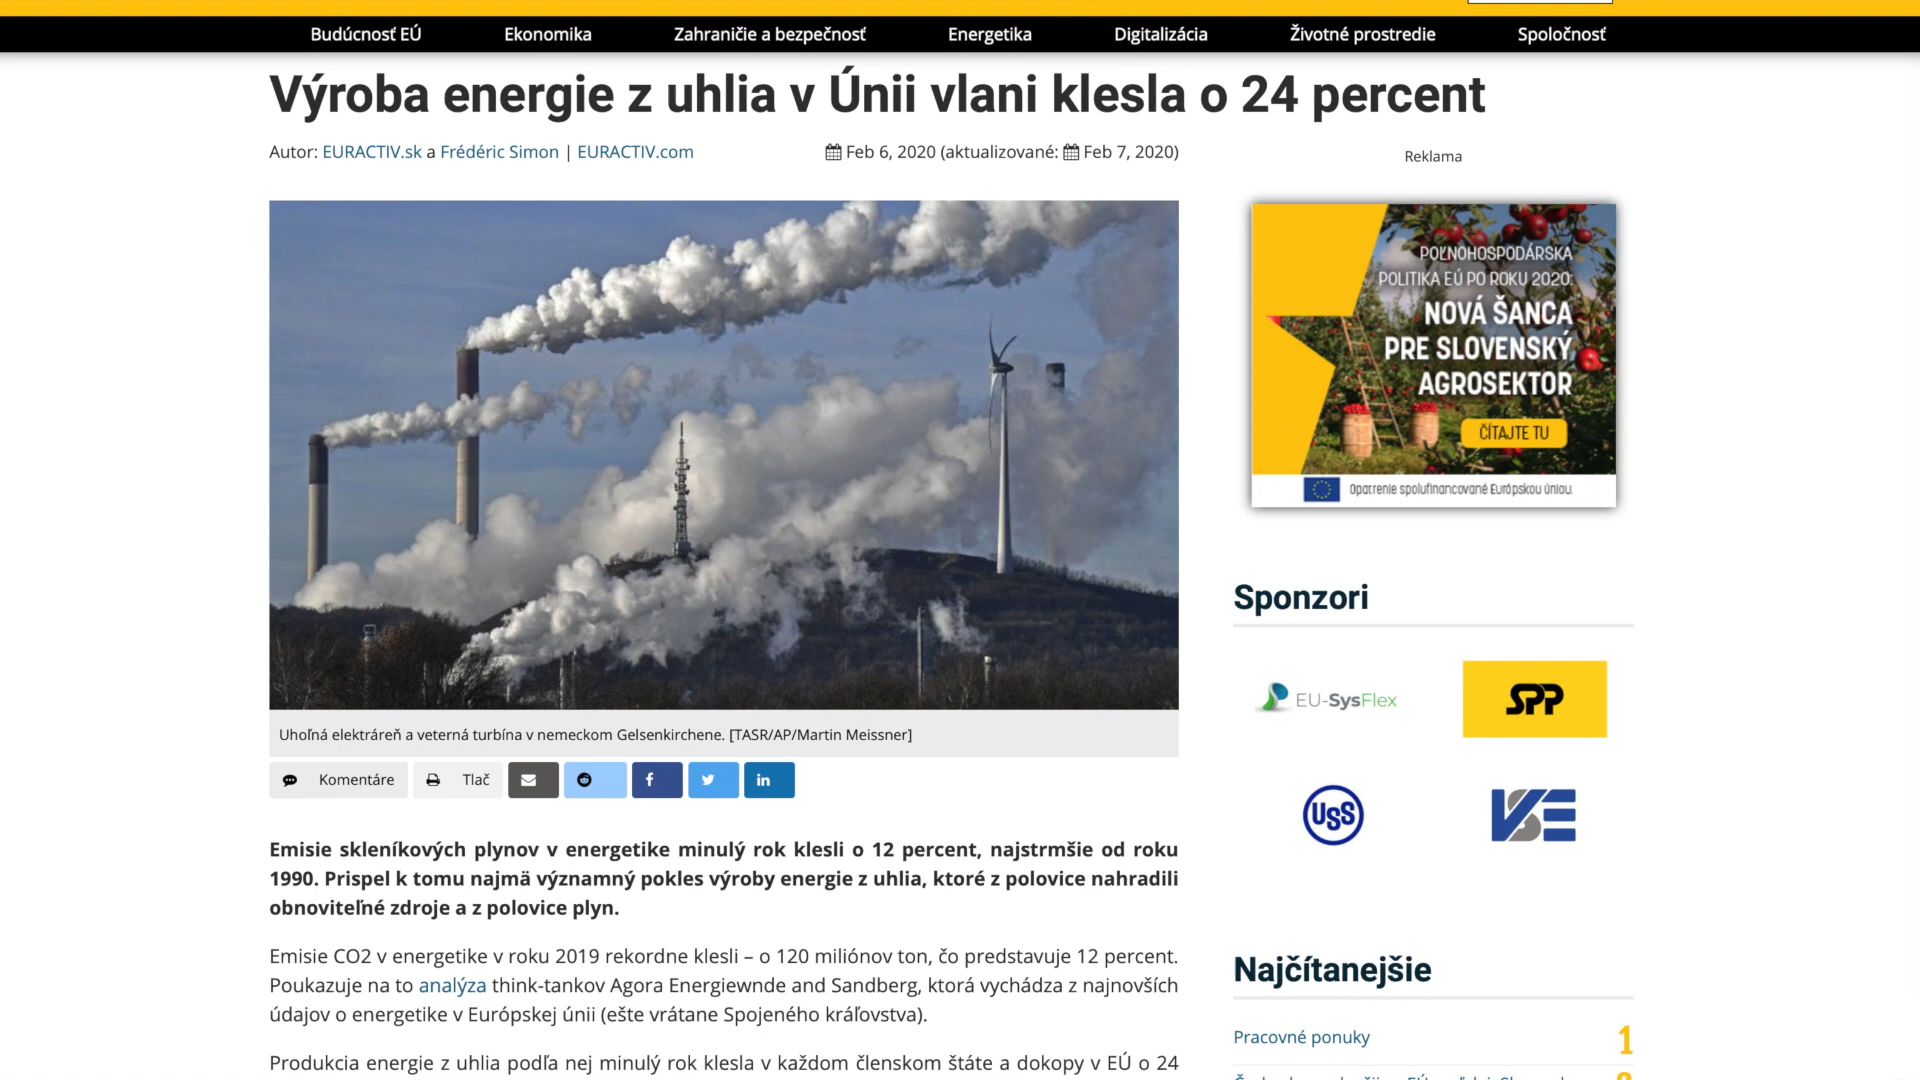 Budúcnosť EÚ Ekonomika Zahraničie a bezpečnosť Energetika Digitalizácia Životné prostredie Spoločnosť
Výroba energie z uhlia v Únii vlani klesla o 24 percent
Autor: EURACTIV.sk a Frédéric Simon | EURACTIV.com
Feb 6, 2020 (aktualizované: Feb 7, 2020)
Reklama
POĽNOHOSPODÁRSKA
POLITIKA EÚ PO ROKU 2020:
NOVÁ ŠANCA
PRE SLOVENSKÝ
AGROSEKTOR
ČÍTAJTE TU
Opatrenie spolufinancované Európskou úniou.
Uhoľná elektráreň a veterná turbína v nemeckom Gelsenkirchene. [TASR/AP/Martin Meissner]
Komentáre Tlač
Emisie skleníkových plynov v energetike minulý rok klesli o 12 percent, najstrmšie od roku
1990. Prispel k tomu najmä významný pokles výroby energie z uhlia, ktoré z polovice nahradili
obnoviteľné zdroje a z polovice plyn.
Emisie CO2 v energetike v roku 2019 rekordne klesli – o 120 miliónov ton, čo predstavuje 12 percent.
Poukazuje na to analýza think-tankov Agora Energiewnde and Sandberg, ktorá vychádza z najnovších
údajov o energetike v Európskej únii (ešte vrátane Spojeného kráľovstva).
Produkcia energie z uhlia podľa nej minulý rok klesla v každom členskom štáte a dokopy v EÚ o 24
Sponzori
EU-SysFlex
SPP
USS
VSE
Najčítanejšie
Pracovné ponuky 1